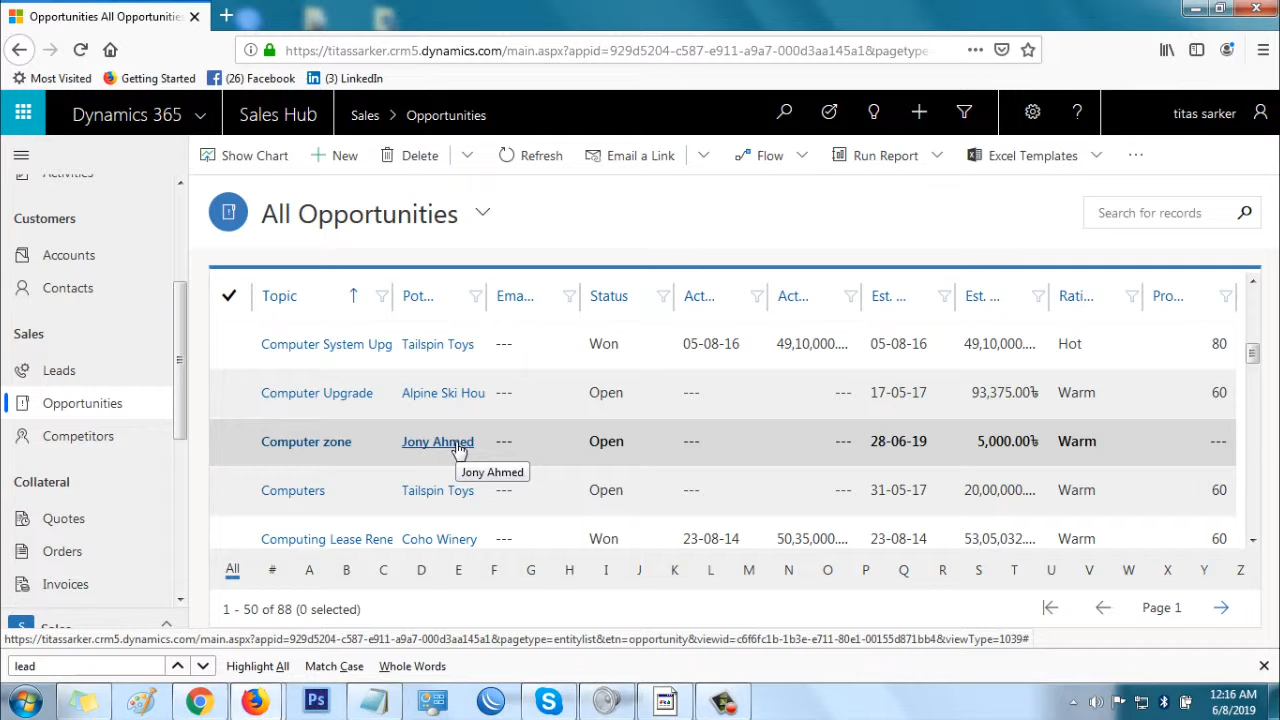 Opportunities All Opportunities
https://titassarker.crm5.dynamics.com/main.aspx?appid=929d5204-c587-e911-a9a7-000d3aa145a1&pagetype=
Most Visited Getting Started (26) Facebook (3) LinkedIn
Dynamics 365 Sales Hub Sales > Opportunities ? titas sarker
Show Chart New Delete Refresh Email a Link Flow Run Report Excel Templates
Activities
Customers
Accounts
Contacts
Sales
Leads
Opportunities
Competitors
Collateral
Quotes
Orders
Invoices
S Sales
All Opportunities Search for records
Topic Pot... Ema... Status Act... Act... Est. ... Est. ... Rati... Pro...
Computer System Upg Tailspin Toys --- Won 05-08-16 49,10,000.... 05-08-16 49,10,000.... Hot 80
Computer Upgrade Alpine Ski Hou --- Open --- --- 17-05-17 93,375.00৳ Warm 60
Computer zone Jony Ahmed --- Open --- --- 28-06-19 5,000.00৳ Warm ---
Jony Ahmed
Computers Tailspin Toys --- Open --- --- 31-05-17 20,00,000.... Warm 60
Computing Lease Rene Coho Winery --- Won 23-08-14 50,35,000.... 23-08-14 53,05,032.... Warm 60
All # A B C D E F G H I J K L M N O P Q R S T U V W X Y Z
1 - 50 of 88 (0 selected) Page 1
https://titassarker.crm5.dynamics.com/main.aspx?appid=929d5204-c587-e911-a9a7-000d3aa145a1&pagetype=entitylist&etn=opportunity&viewid=c6f6fc1b-1b3e-e711-80e1-00155d871bb4&viewType=1039#
lead Highlight All Match Case Whole Words
Ps
12:16 AM
6/8/2019